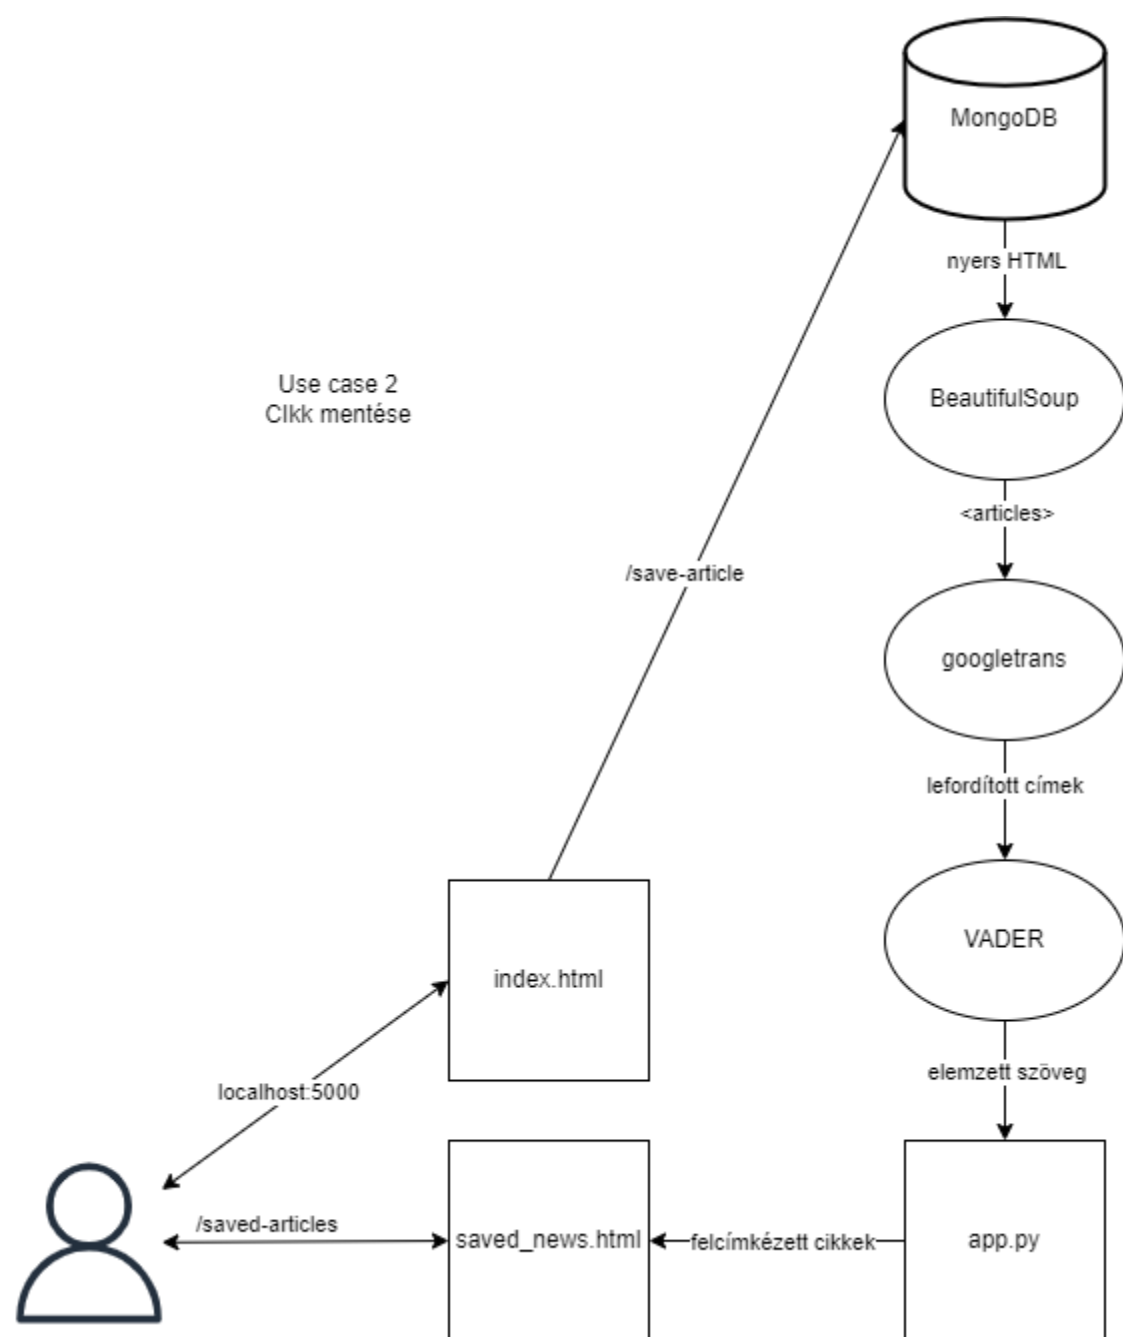 MongoDB
nyers HTML
Use case 2
CIkk mentése
BeautifulSoup
<articles>
/save-article
googletrans
lefordított címek
VADER
index.html
elemzett szöveg
localhost:5000
/saved-articles
saved_news.html
felcímkézett cikkek
app.py